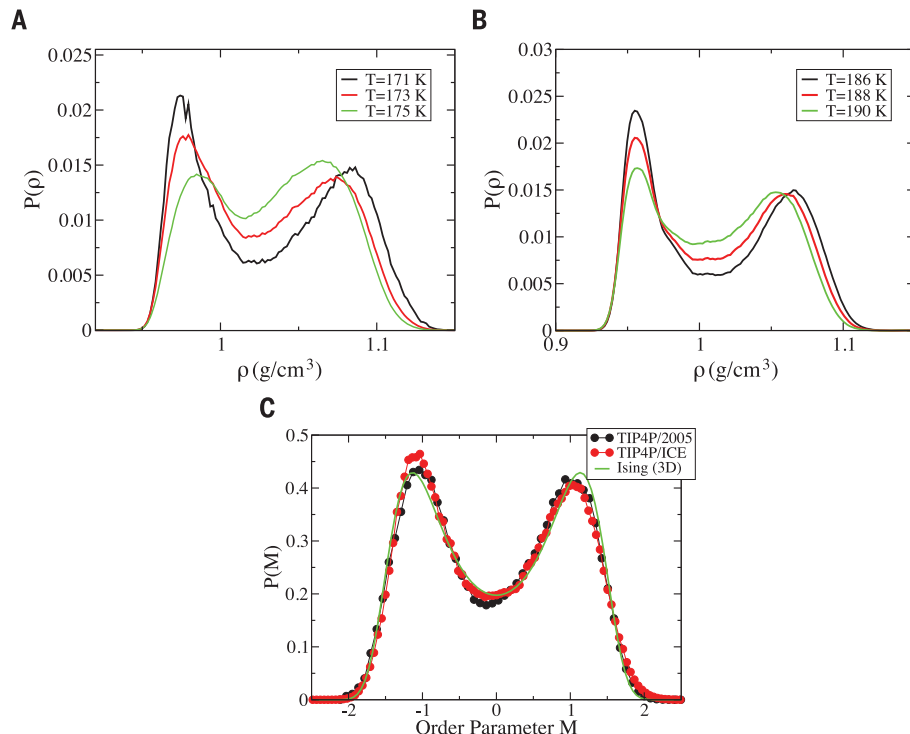 A
0.025
0.02
0.015
0.01
0.005
0
P(ρ)
T=171 K
T=173 K
T=175 K
1
1.1
ρ (g/cm³)
B
0.03
0.025
0.02
0.015
0.01
0.005
0
P(ρ)
T=186 K
T=188 K
T=190 K
0.9
1
1.1
ρ (g/cm³)
C
0.5
0.4
0.3
0.2
0.1
0
P(M)
TIP4P/2005
TIP4P/ICE
Ising (3D)
-2
-1
0
1
2
Order Parameter M